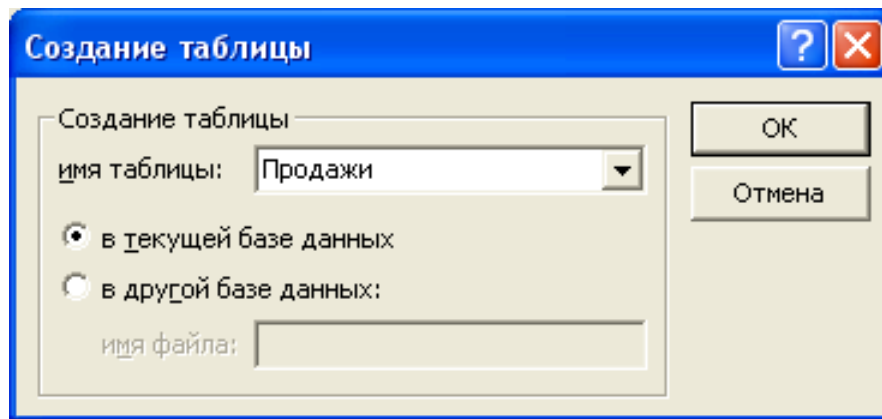 Создание таблицы
Создание таблицы
имя таблицы: Продажи
ОК
Отмена
в текущей базе данных
в другой базе данных:
имя файла: